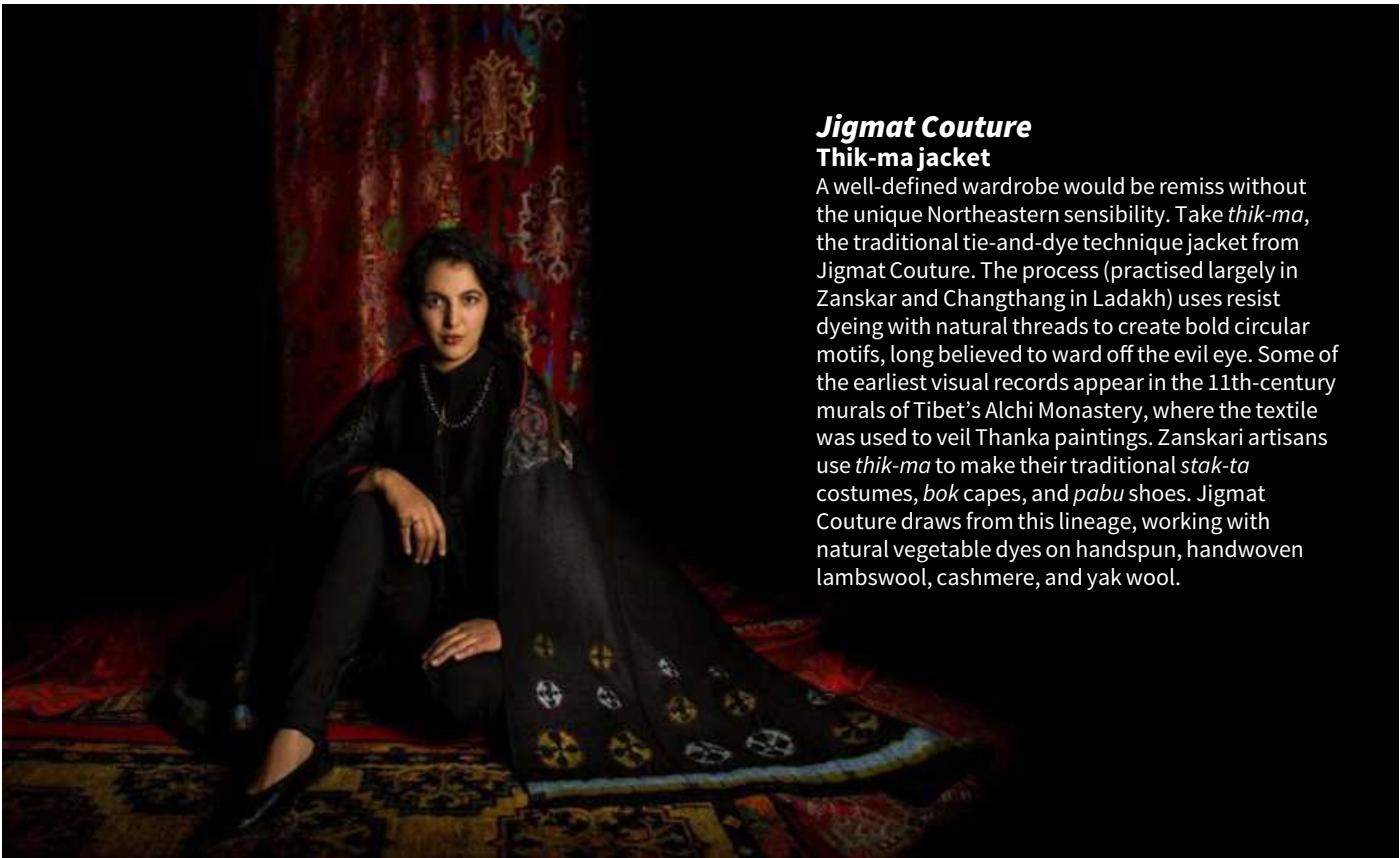 Jigmat Couture
Thik-ma jacket
A well-defined wardrobe would be remiss without
the unique Northeastern sensibility. Take thik-ma,
the traditional tie-and-dye technique jacket from
Jigmat Couture. The process (practised largely in
Zanskar and Changthang in Ladakh) uses resist
dyeing with natural threads to create bold circular
motifs, long believed to ward off the evil eye. Some of
the earliest visual records appear in the 11th-century
murals of Tibet’s Alchi Monastery, where the textile
was used to veil Thanka paintings. Zanskari artisans
use thik-ma to make their traditional stak-ta
costumes, bok capes, and pabu shoes. Jigmat
Couture draws from this lineage, working with
natural vegetable dyes on handspun, handwoven
lambswool, cashmere, and yak wool.